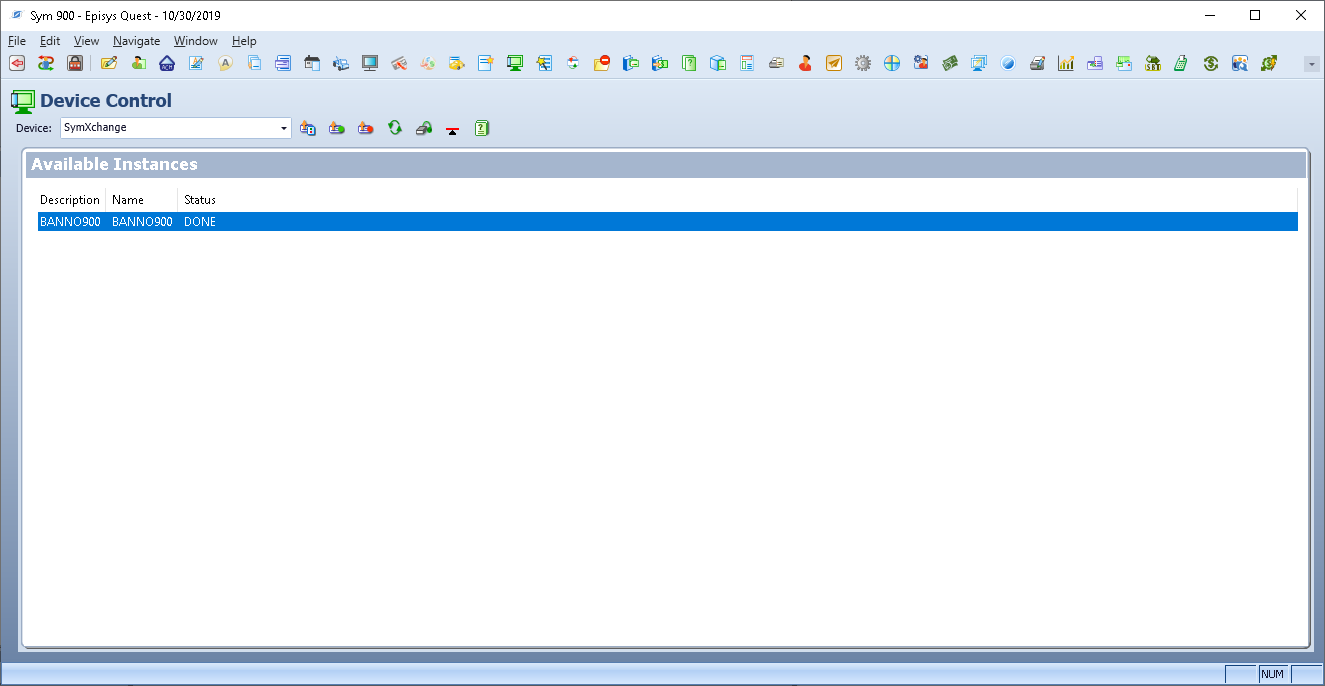 Sym 900 - Episys Quest - 10/30/2019
File Edit View Navigate Window Help
Device Control
Device: SymXchange
Available Instances
Description Name Status
BANNO900 BANNO900 DONE
NUM